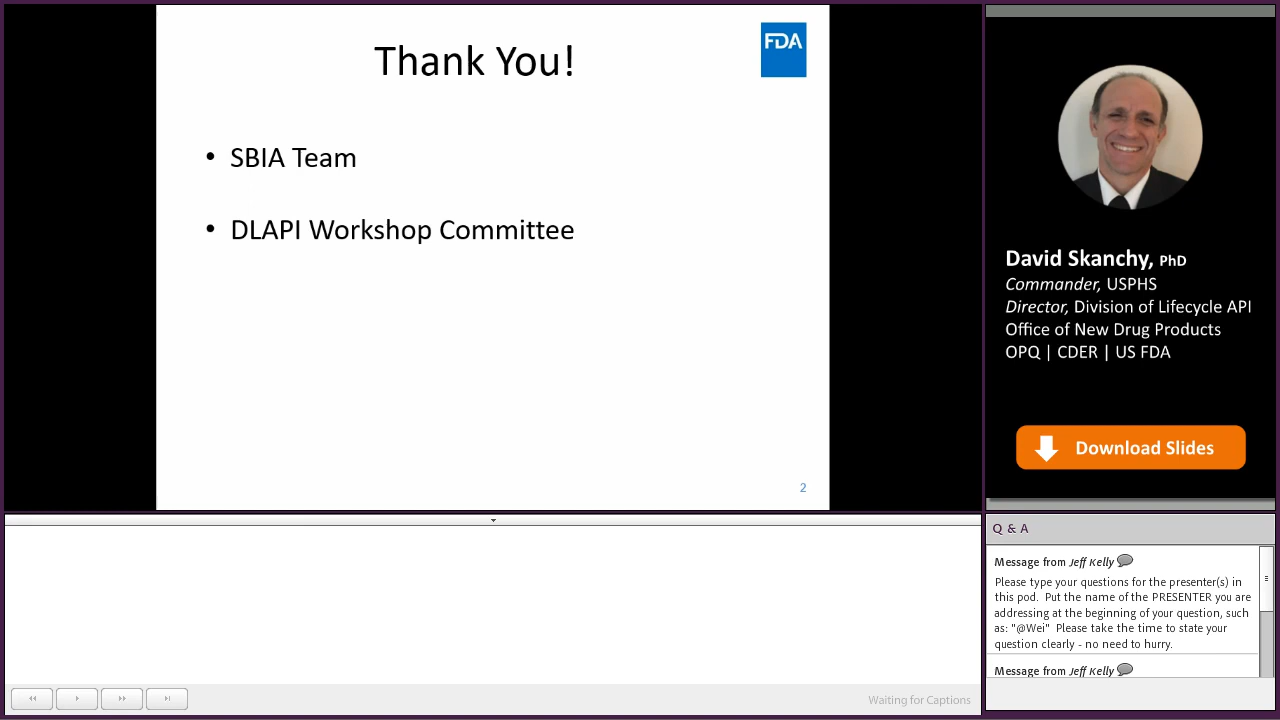 Thank You!
FDA
• SBIA Team
• DLAPI Workshop Committee
2
David Skanchy, PhD
Commander, USPHS
Director, Division of Lifecycle API
Office of New Drug Products
OPQ | CDER | US FDA
Download Slides
Waiting for Captions
Q & A
Message from Jeff Kelly
Please type your questions for the presenter(s) in
this pod. Put the name of the PRESENTER you are
addressing at the beginning of your question, such
as: "@Wei" Please take the time to state your
question clearly - no need to hurry.
Message from Jeff Kelly